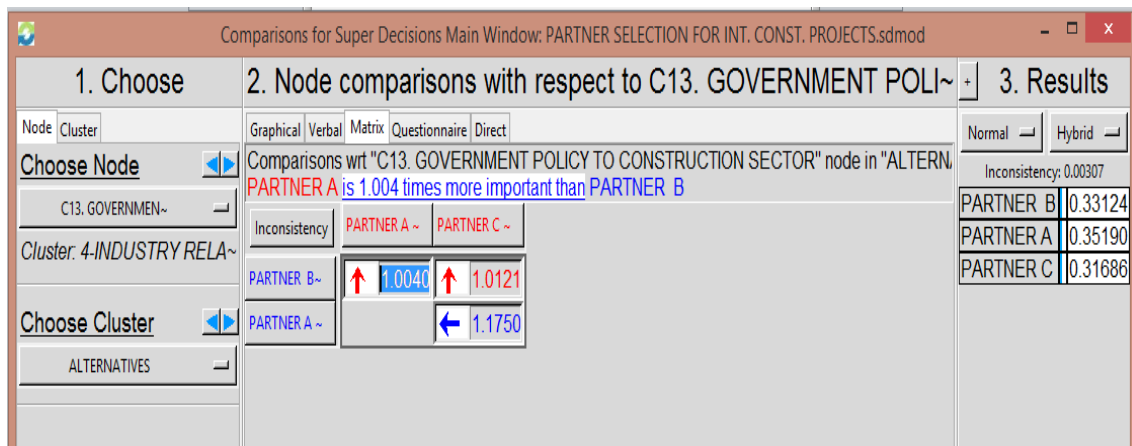 Comparisons for Super Decisions Main Window: PARTNER SELECTION FOR INT. CONST. PROJECTS.sdmod
1. Choose
2. Node comparisons with respect to C13. GOVERNMENT POLI~
+
3. Results
Node Cluster
Graphical Verbal Matrix Questionnaire Direct
Normal Hybrid
Choose Node
Comparisons wrt "C13. GOVERNMENT POLICY TO CONSTRUCTION SECTOR" node in "ALTERN
PARTNER A is 1.004 times more important than PARTNER B
Inconsistency: 0.00307
C13. GOVERNMEN~
Cluster: 4-INDUSTRY RELA~
Inconsistency PARTNER A ~ PARTNER C ~
PARTNER B~ 1.0040 1.0121
PARTNER A ~ 1.1750
PARTNER B 0.33124
PARTNER A 0.35190
PARTNER C 0.31686
Choose Cluster
ALTERNATIVES